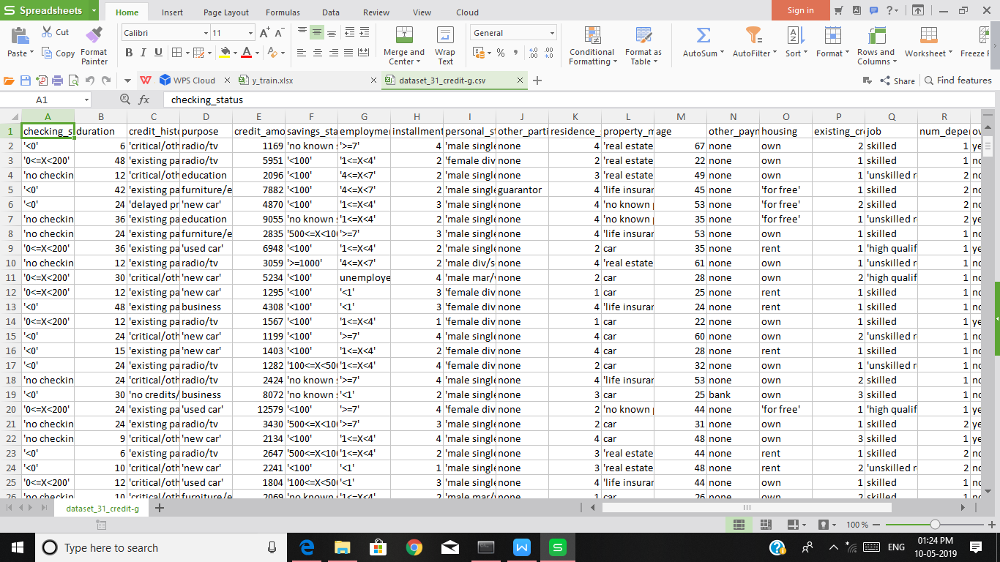 Spreadsheets Home Insert Page Layout Formulas Data Review View Cloud Sign in
Paste Cut Copy Format Painter Calibri 11 General Merge and Center Wrap Text Conditional Formatting Format as Table AutoSum AutoFilter Sort Format Rows and Columns Worksheet Freeze F
B I U
WPS Cloud y_train.xlsx dataset_31_credit-g.csv Share Find features
A1 fx checking_status
A B C D E F G H I J K L M N O P Q R
1 checking_st duration credit_histo purpose credit_amo savings_sta employmen installment personal_st other_parti residence_ property_m age other_paym housing existing_cre job num_depen ov
2 '<0' 6 'critical/oth radio/tv 1169 'no known s '>=7' 4 'male single none 4 'real estate 67 none own 2 skilled 1 ye
3 '0<=X<200' 48 'existing pa radio/tv 5951 '<100' '1<=X<4' 2 'female div none 2 'real estate 22 none own 1 skilled 1 no
4 'no checkin 12 'critical/oth education 2096 '<100' '4<=X<7' 2 'male single none 3 'real estate 49 none own 1 'unskilled r 2 no
5 '<0' 42 'existing pa furniture/e 7882 '<100' '4<=X<7' 2 'male single guarantor 4 'life insurar 45 none 'for free' 1 skilled 2 no
6 '<0' 24 'delayed pr 'new car' 4870 '<100' '1<=X<4' 3 'male single none 4 'no known p 53 none 'for free' 2 skilled 2 no
7 'no checkin 36 'existing pa education 9055 'no known s '1<=X<4' 2 'male single none 4 'no known p 35 none 'for free' 1 'unskilled r 2 ye
8 'no checkin 24 'existing pa furniture/e 2835 '500<=X<100 '>=7' 3 'male single none 4 'life insurar 53 none own 1 skilled 1 no
9 '0<=X<200' 36 'existing pa 'used car' 6948 '<100' '1<=X<4' 2 'male single none 2 car 35 none rent 1 'high qualif 1 ye
10 'no checkin 12 'existing pa radio/tv 3059 '>=1000' '4<=X<7' 2 'male div/s none 4 'real estate 61 none own 1 'unskilled r 1 no
11 '0<=X<200' 30 'critical/oth 'new car' 5234 '<100' unemploye 4 'male mar/ none 2 car 28 none own 2 'high qualif 1 no
12 '0<=X<200' 12 'existing pa 'new car' 1295 '<100' '<1' 3 'female div none 1 car 25 none rent 1 skilled 1 no
13 '<0' 48 'existing pa business 4308 '<100' '<1' 3 'female div none 4 'life insurar 24 none rent 1 skilled 1 no
14 '0<=X<200' 12 'existing pa radio/tv 1567 '<100' '1<=X<4' 1 'female div none 1 car 22 none own 1 skilled 1 ye
15 '<0' 24 'critical/oth 'new car' 1199 '<100' '>=7' 4 'male single none 4 car 60 none own 2 'unskilled r 1 no
16 '<0' 15 'existing pa 'new car' 1403 '<100' '1<=X<4' 2 'female div none 4 car 28 none rent 1 skilled 1 no
17 '<0' 24 'existing pa radio/tv 1282 '100<=X<500 '1<=X<4' 4 'female div none 2 car 32 none own 1 'unskilled r 1 no
18 'no checkin 24 'critical/oth radio/tv 2424 'no known s '>=7' 4 'male single none 4 'life insurar 53 none own 2 skilled 1 no
19 '<0' 30 'no credits/ business 8072 'no known s '<1' 2 'male single none 3 car 25 bank own 3 skilled 1 no
20 '0<=X<200' 24 'existing pa 'used car' 12579 '<100' '>=7' 4 'female div none 2 'no known p 44 none 'for free' 1 'high qualif 1 ye
21 'no checkin 24 'existing pa radio/tv 3430 '500<=X<100 '>=7' 3 'male single none 2 car 31 none own 1 skilled 2 ye
22 'no checkin 9 'critical/oth 'new car' 2134 '<100' '1<=X<4' 4 'male single none 4 car 48 none own 3 skilled 1 ye
23 '<0' 6 'existing pa radio/tv 2647 '500<=X<100 '1<=X<4' 2 'male single none 3 'real estate 44 none rent 1 skilled 2 no
24 '<0' 10 'critical/oth 'new car' 2241 '<100' '<1' 1 'male single none 3 'real estate 48 none rent 2 'unskilled r 2 no
25 '0<=X<200' 12 'critical/oth 'used car' 1804 '100<=X<500 '<1' 3 'male single none 4 'life insurar 44 none own 1 skilled 1 no
26 'no checkin 10 'critical/oth furniture/e 2069 'no known s '1<=X<4' 2 'male mar/ none 1 car 26 none own 2 skilled 1 no
dataset_31_credit-g
100 %
Type here to search ENG 01:24 PM
10-05-2019